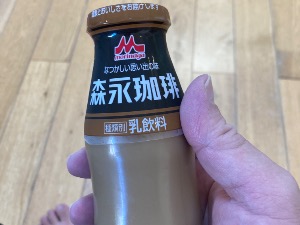 なつかしい思い出の味
森永珈琲
種類別 乳飲料